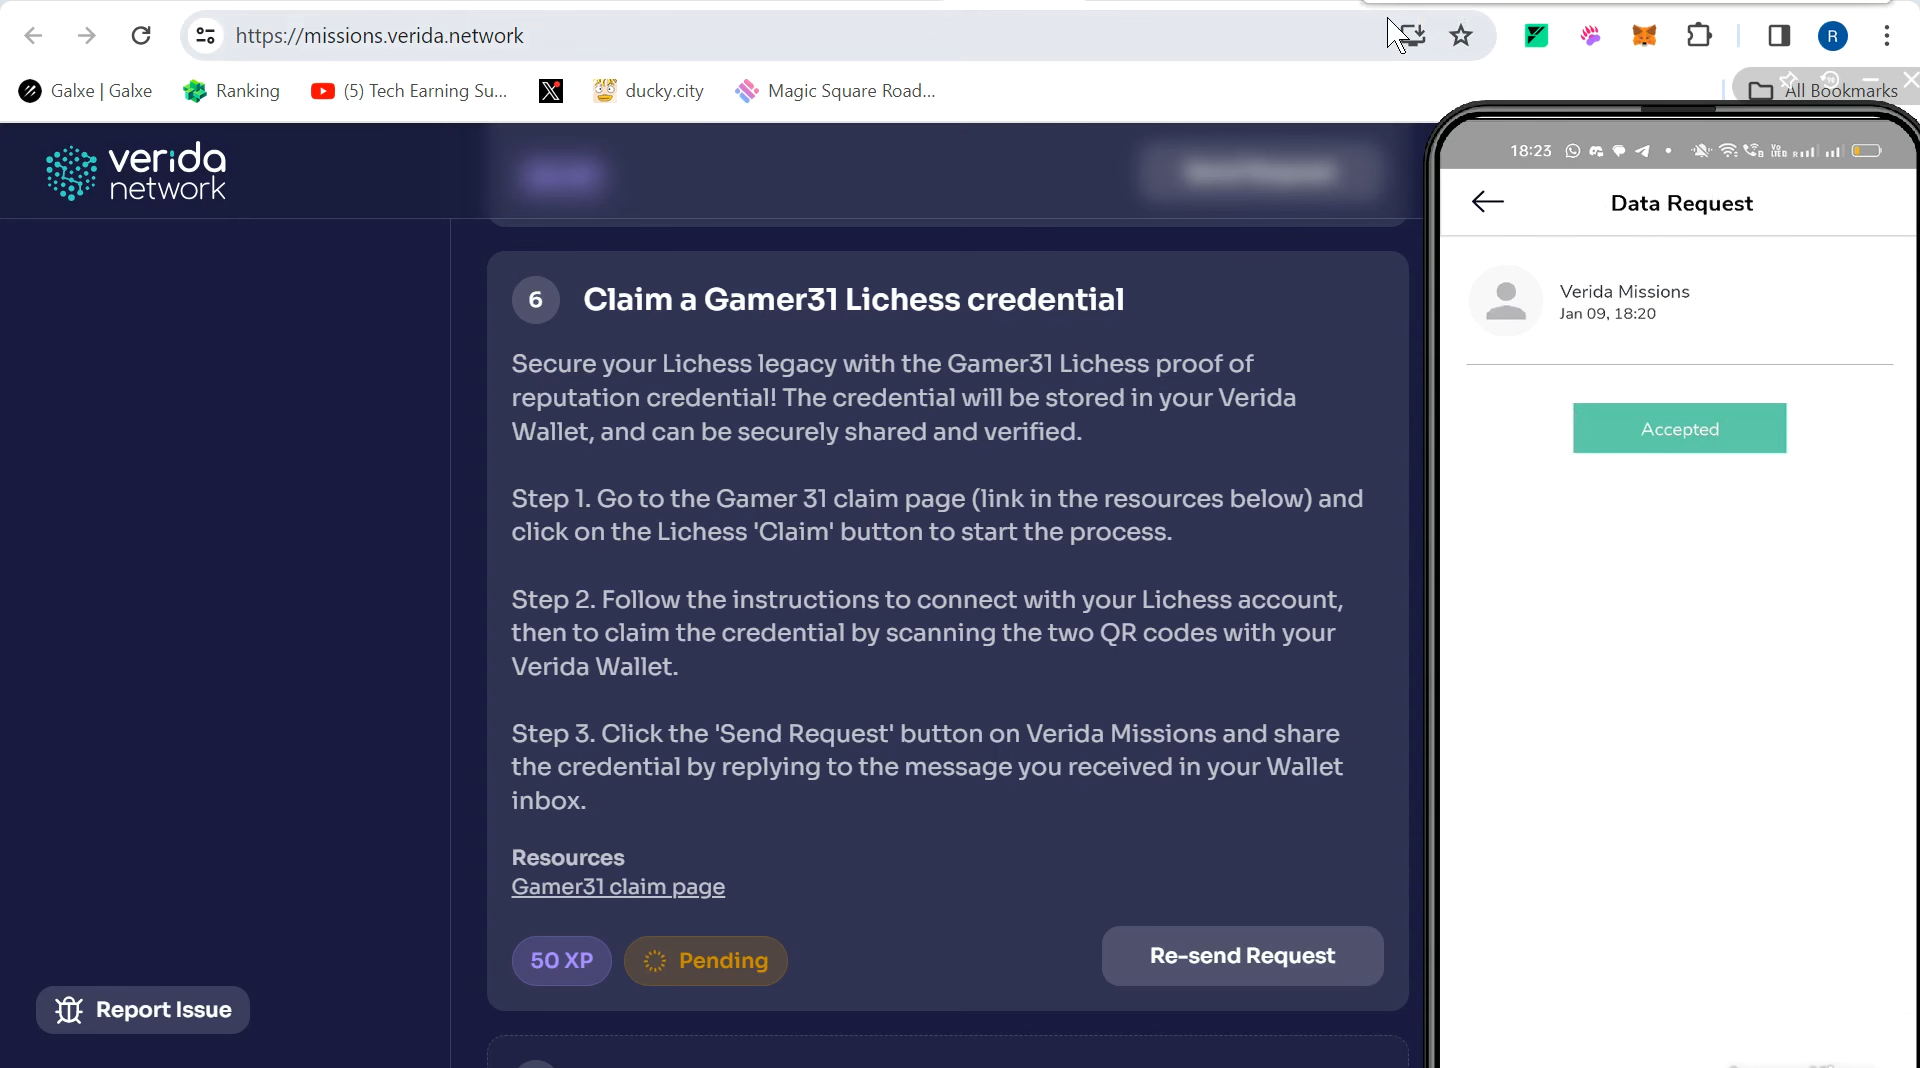 https://missions.verida.network
R
Galxe | Galxe
Ranking
(5) Tech Earning Su...
ducky.city
Magic Square Road...
All Bookmarks
verida
network
6
Claim a Gamer31 Lichess credential
Secure your Lichess legacy with the Gamer31 Lichess proof of
reputation credential! The credential will be stored in your Verida
Wallet, and can be securely shared and verified.
Step 1. Go to the Gamer 31 claim page (link in the resources below) and
click on the Lichess 'Claim' button to start the process.
Step 2. Follow the instructions to connect with your Lichess account,
then to claim the credential by scanning the two QR codes with your
Verida Wallet.
Step 3. Click the 'Send Request' button on Verida Missions and share
the credential by replying to the message you received in your Wallet
inbox.
Resources
Gamer31 claim page
50 XP
Pending
Re-send Request
Report Issue
18:23
Data Request
Verida Missions
Jan 09, 18:20
Accepted